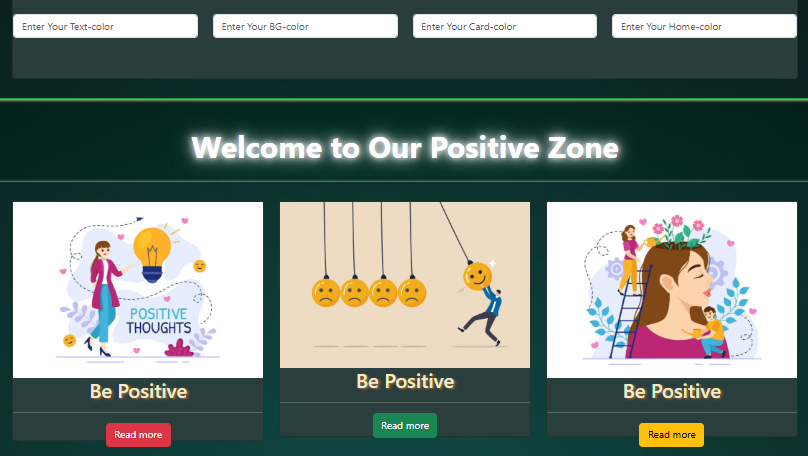 Enter Your Text-color
Enter Your BG-color
Enter Your Card-color
Enter Your Home-color
Welcome to Our Positive Zone
POSITIVE
THOUGHTS
Be Positive
Be Positive
Be Positive
Read more
Read more
Read more